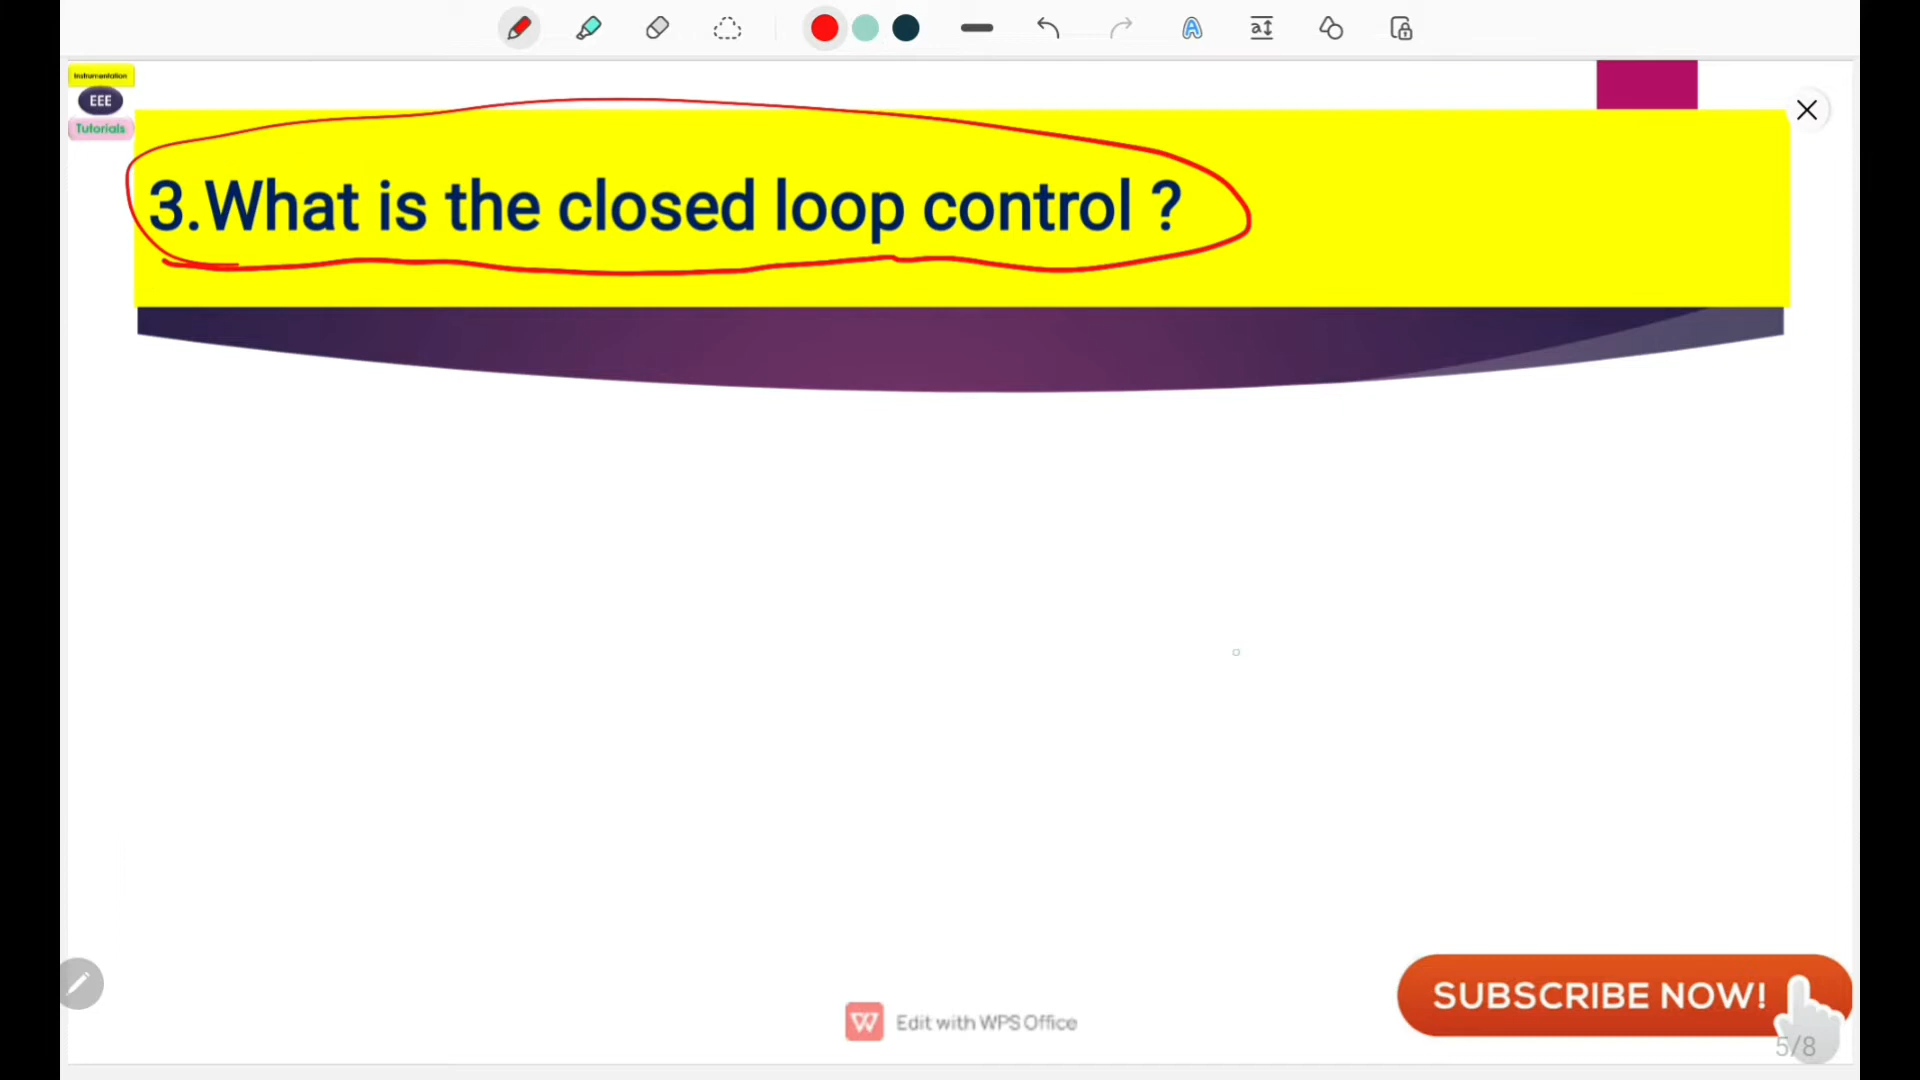 Instrumentation
EEE
Tutorials
3.What is the closed loop control ?
Edit with WPS Office
SUBSCRIBE NOW!
5/8